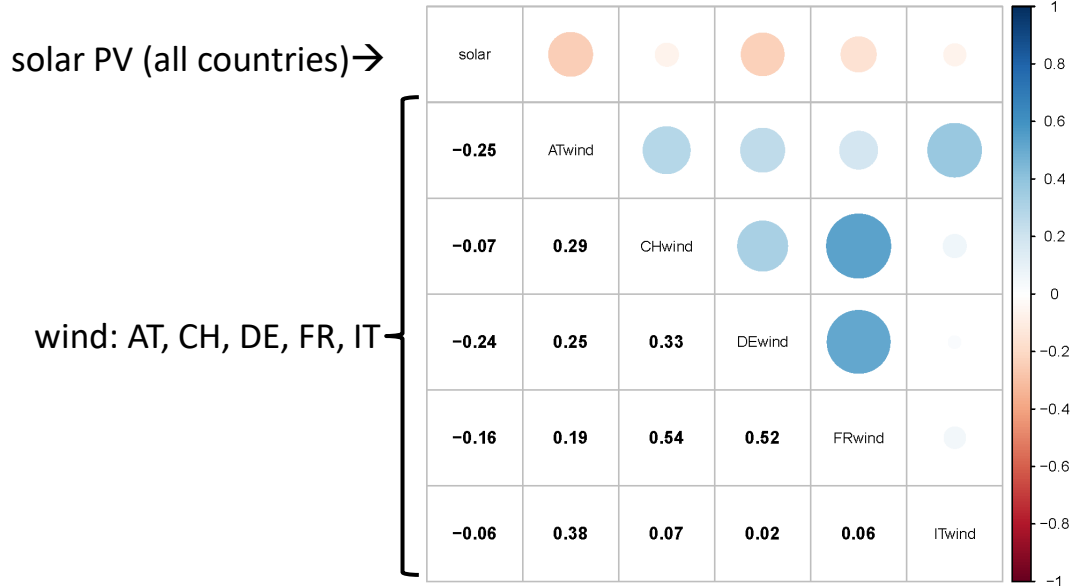 solar PV (all countries)→
wind: AT, CH, DE, FR, IT
solar
−0.25 ATwind
−0.07 0.29 CHwind
−0.24 0.25 0.33 DEwind
−0.16 0.19 0.54 0.52 FRwind
−0.06 0.38 0.07 0.02 0.06 ITwind
1
0.8
0.6
0.4
0.2
0
−0.2
−0.4
−0.6
−0.8
−1